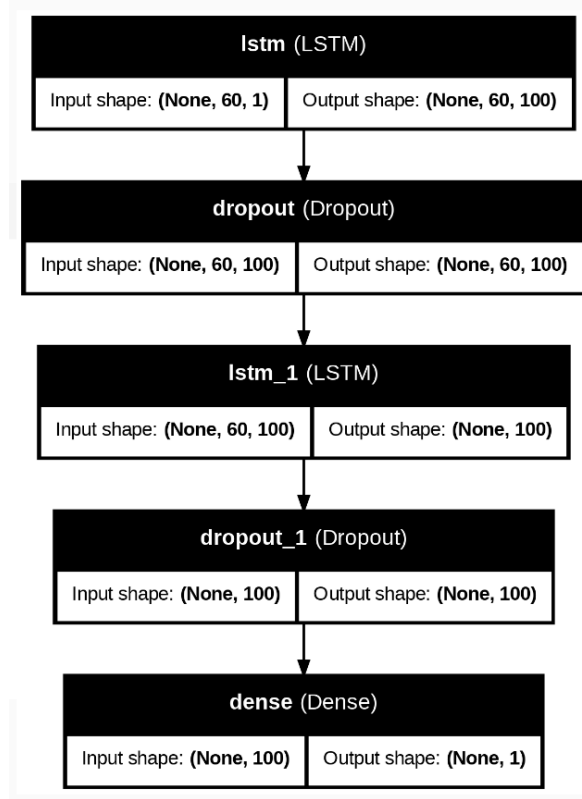 lstm (LSTM)
Input shape: (None, 60, 1) Output shape: (None, 60, 100)
dropout (Dropout)
Input shape: (None, 60, 100) Output shape: (None, 60, 100)
lstm_1 (LSTM)
Input shape: (None, 60, 100) Output shape: (None, 100)
dropout_1 (Dropout)
Input shape: (None, 100) Output shape: (None, 100)
dense (Dense)
Input shape: (None, 100) Output shape: (None, 1)